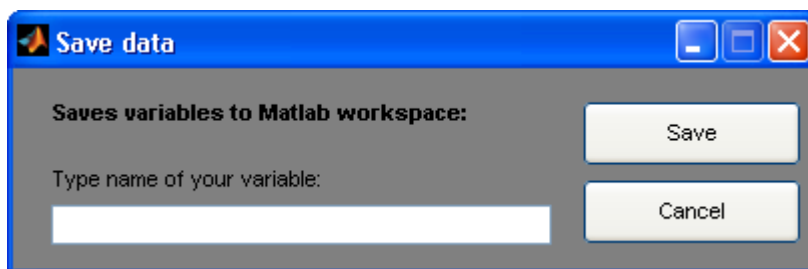 Save data
Saves variables to Matlab workspace:
Save
Type name of your variable:
Cancel